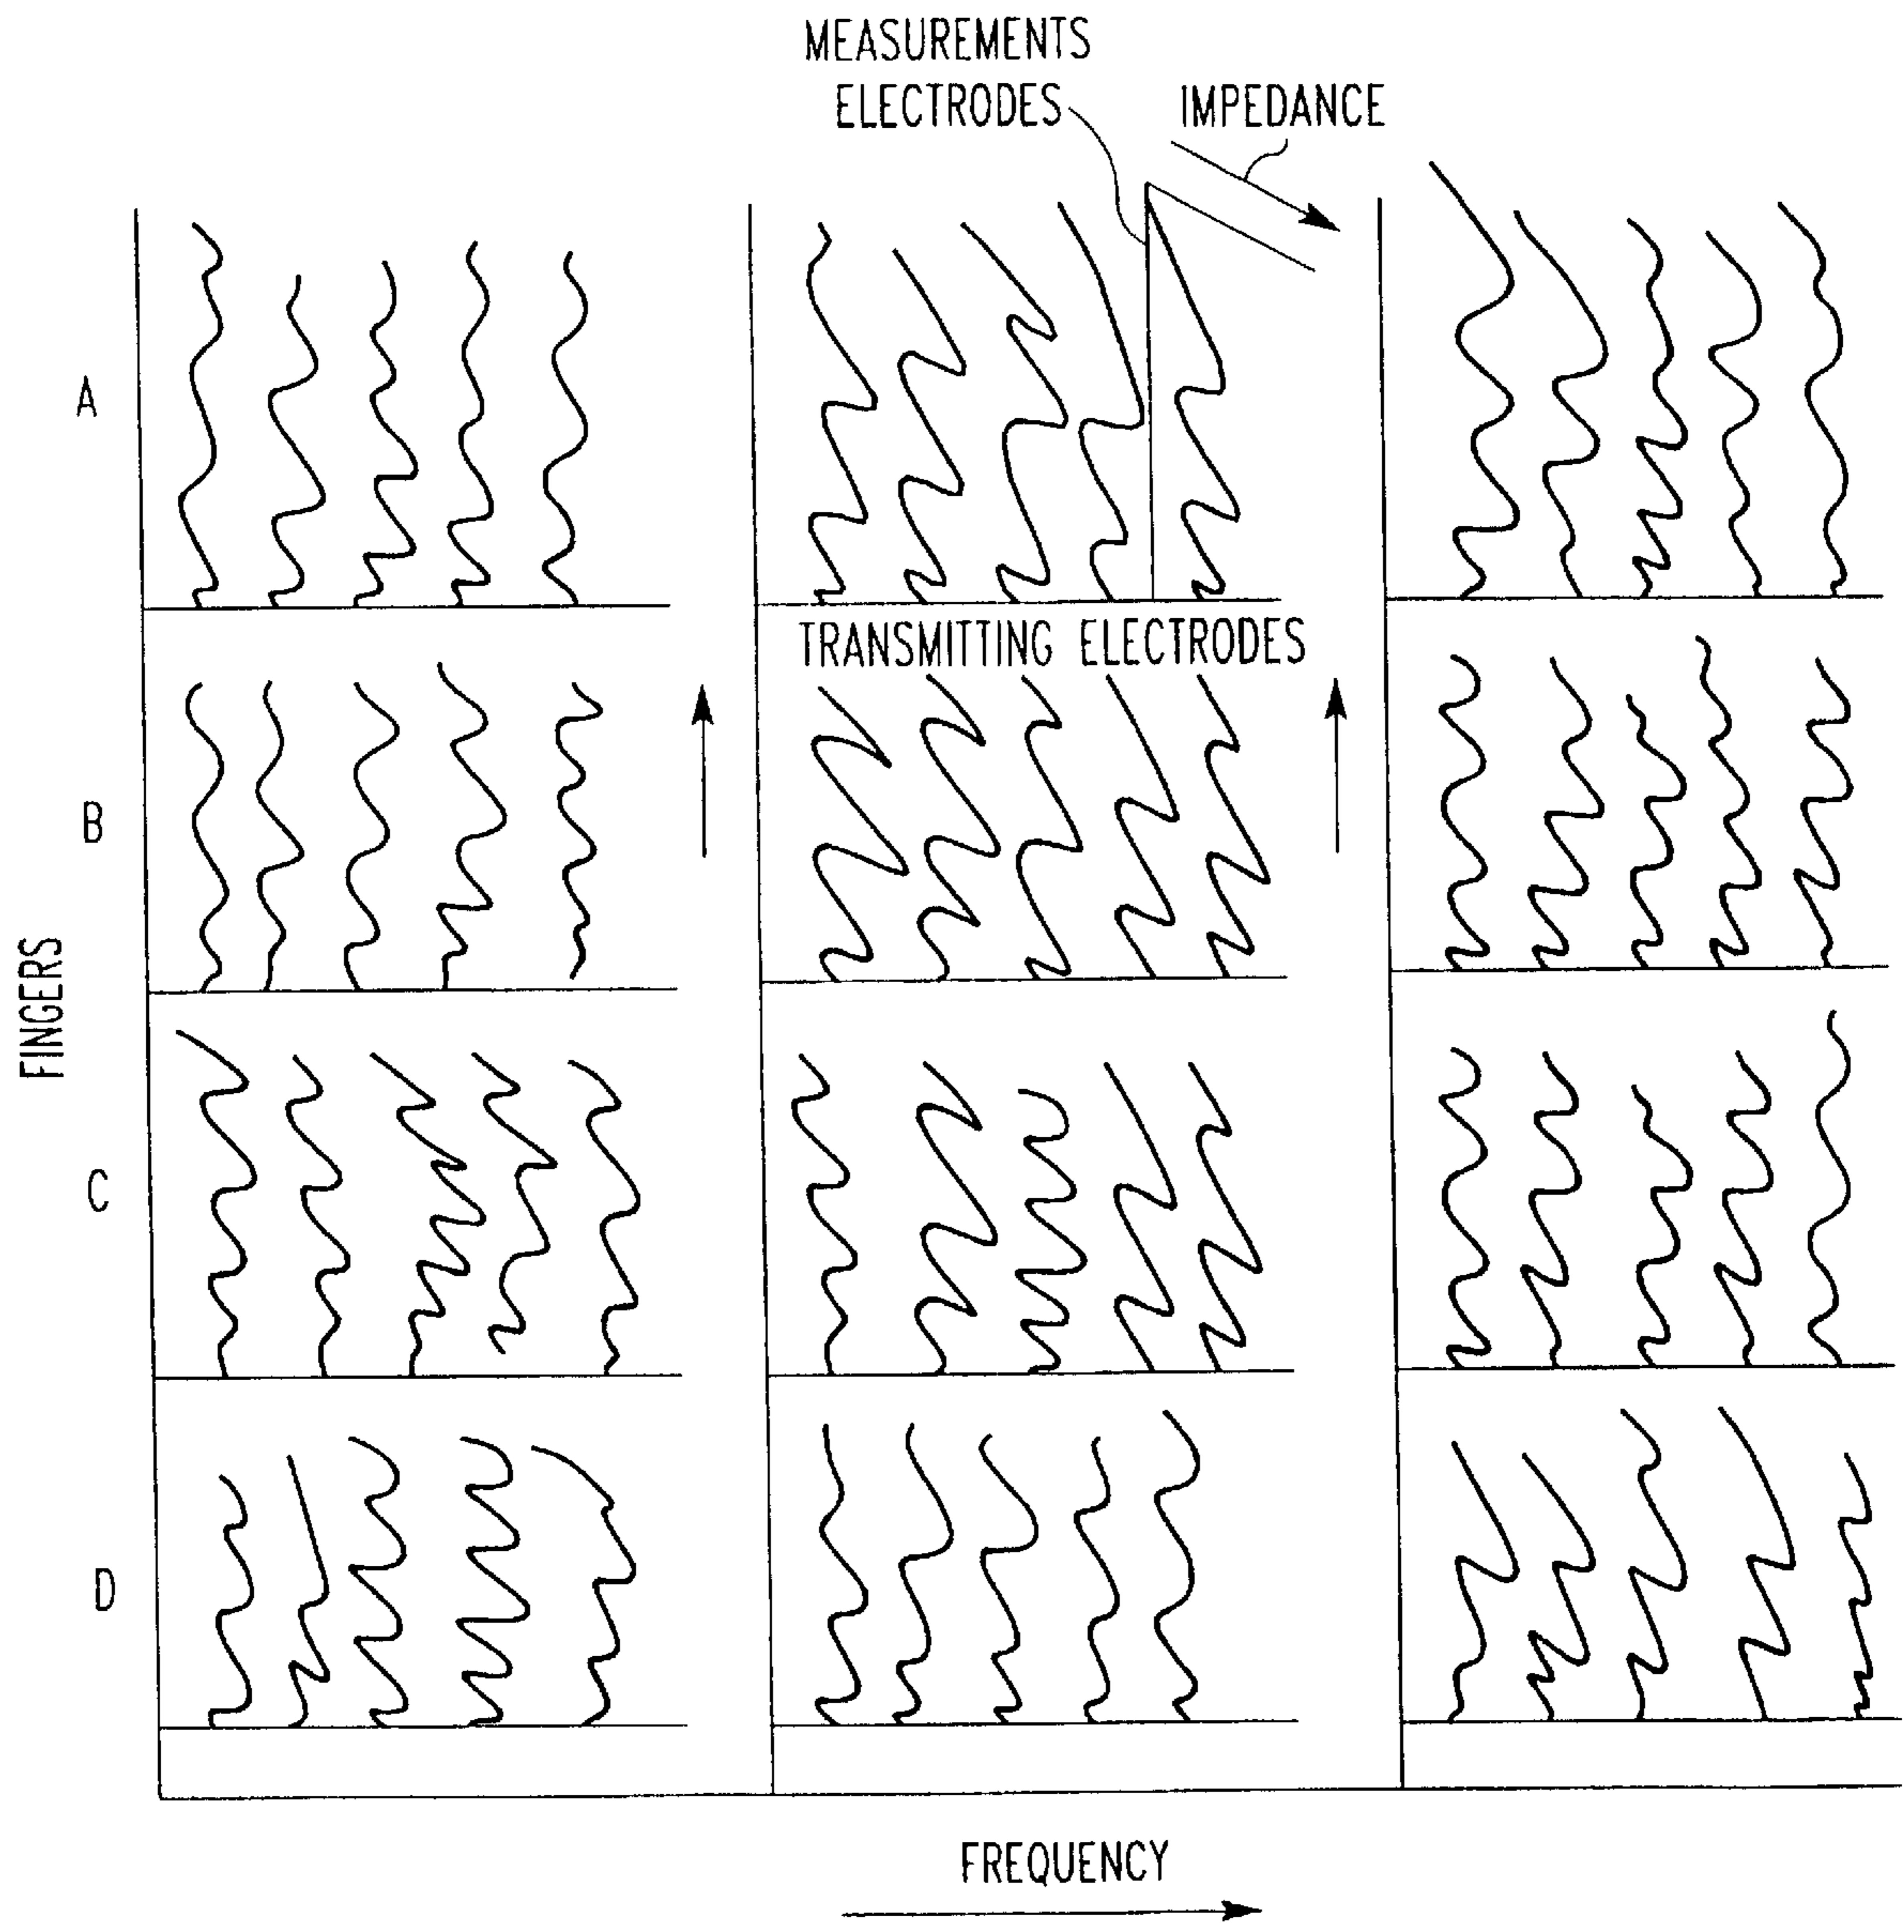 MEASUREMENTS
ELECTRODES
IMPEDANCE
A
TRANSMITTING ELECTRODES
B
FINGERS
C
D
FREQUENCY